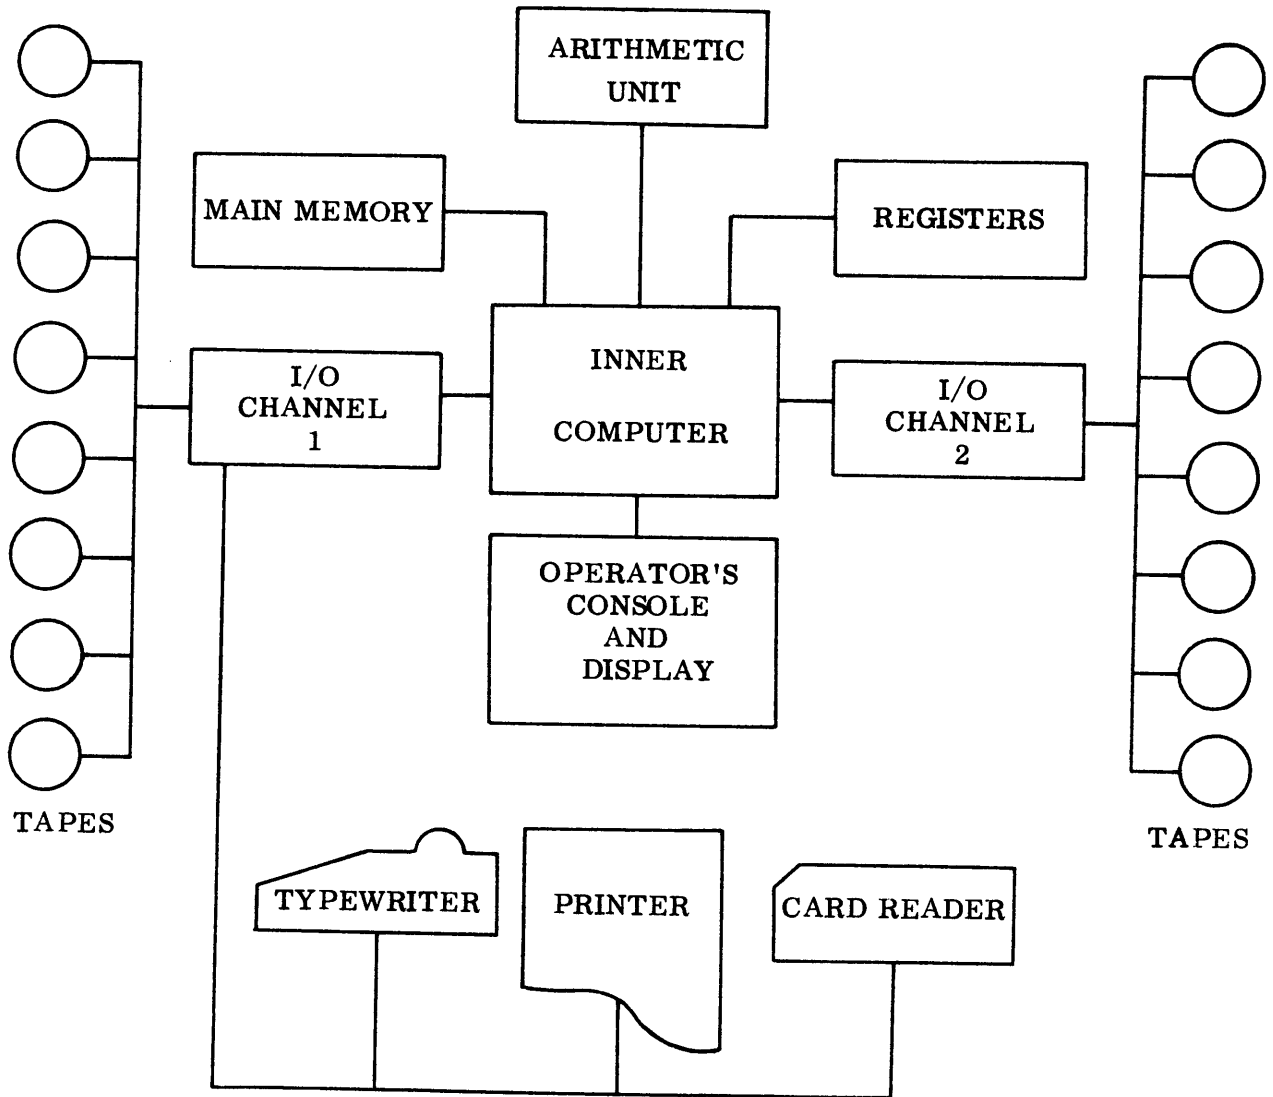 ARITHMETIC
UNIT
MAIN MEMORY
REGISTERS
I/O
CHANNEL
1
INNER
COMPUTER
I/O
CHANNEL
2
OPERATOR'S
CONSOLE
AND
DISPLAY
TAPES
TAPES
TYPEWRITER
PRINTER
CARD READER